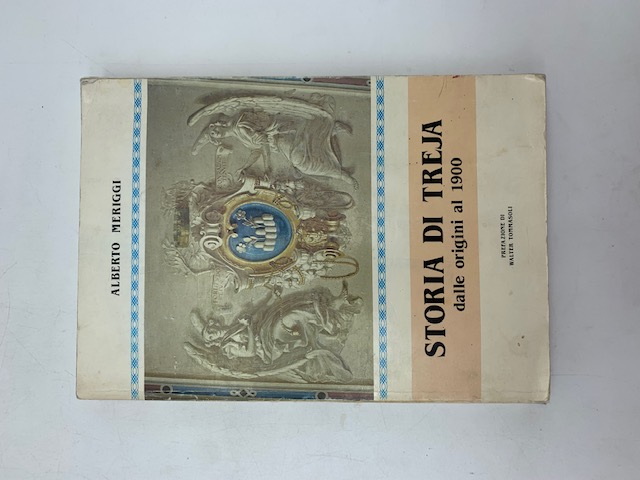 ALBERTO MERIGGI
STORIA DI TREJA
dalle origini al 1900
PREFAZIONE DI
WALTER TOMMASOLI